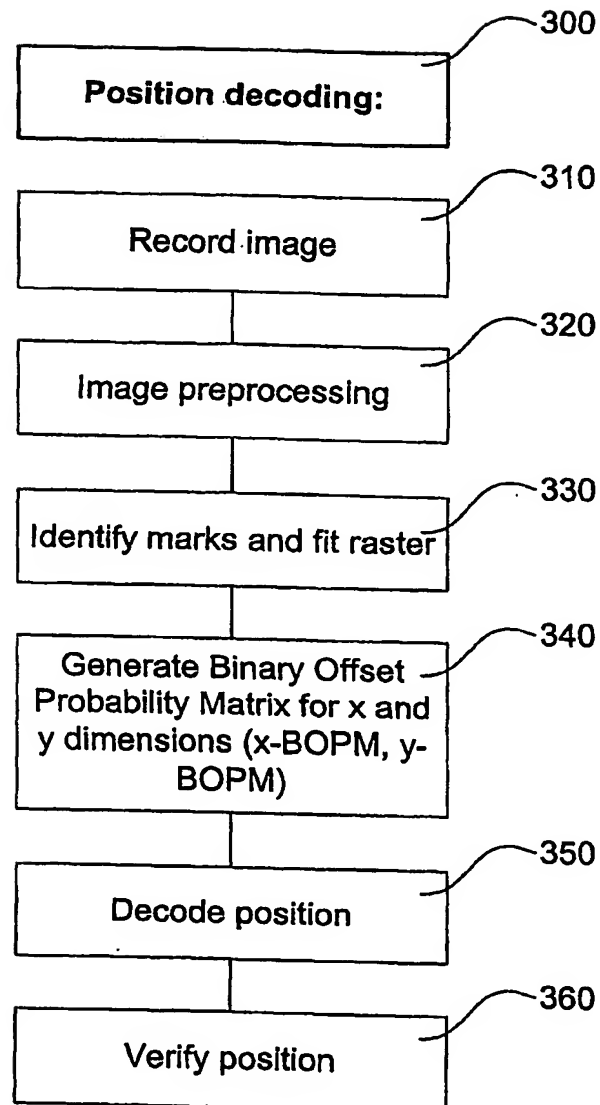 300
Position decoding:
310
Record image
320
Image preprocessing
330
Identify marks and fit raster
340
Generate Binary Offset
Probability Matrix for x and
y dimensions (x-BOPM, y-
BOPM)
350
Decode position
360
Verify position